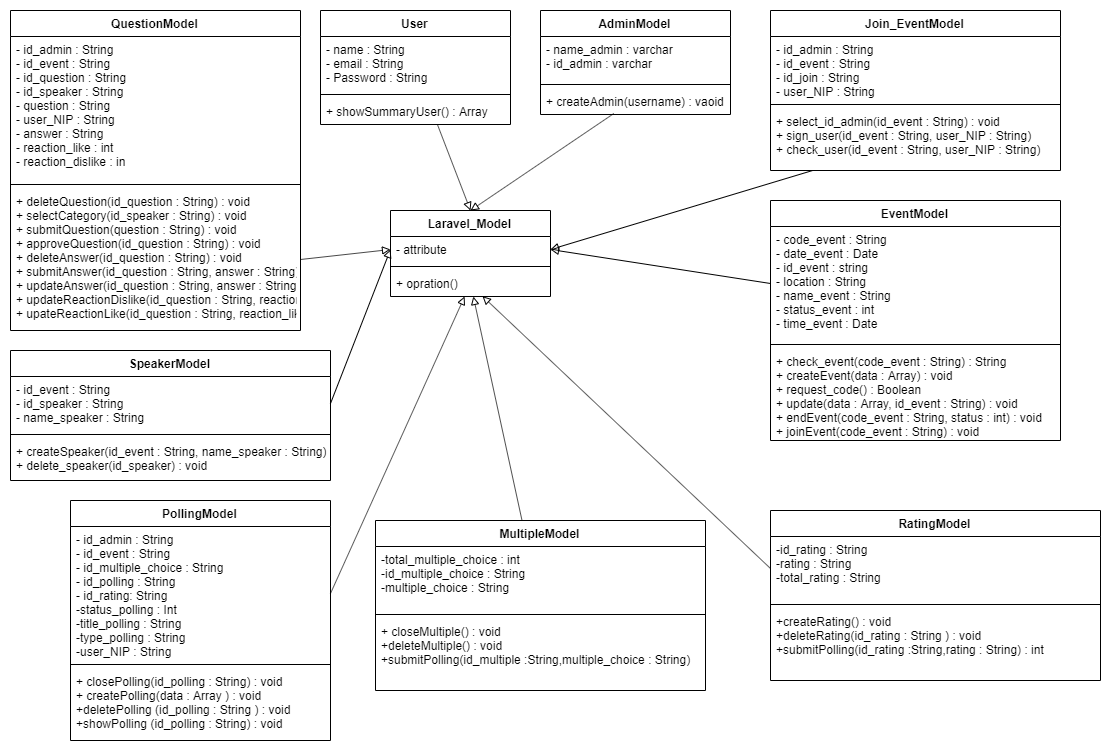 QuestionModel
- id_admin : String
- id_event : String
- id_question : String
- id_speaker : String
- question : String
- user_NIP : String
- answer : String
- reaction_like : int
- reaction_dislike : in
+ deleteQuestion(id_question : String) : void
+ selectCategory(id_speaker : String) : void
+ submitQuestion(question : String) : void
+ approveQuestion(id_question : String) : void
+ deleteAnswer(id_question : String) : void
+ submitAnswer(id_question : String, answer : String)
+ updateAnswer(id_question : String, answer : String)
+ updateReactionDislike(id_question : String, reactio
+ upateReactionLike(id_question : String, reaction_lik
User
- name : String
- email : String
- Password : String
+ showSummaryUser() : Array
AdminModel
- name_admin : varchar
- id_admin : varchar
+ createAdmin(username) : vaoid
Join_EventModel
- id_admin : String
- id_event : String
- id_join : String
- user_NIP : String
+ select_id_admin(id_event : String) : void
+ sign_user(id_event : String, user_NIP : String)
+ check_user(id_event : String, user_NIP : String)
Laravel_Model
- attribute
+ opration()
EventModel
- code_event : String
- date_event : Date
- id_event : string
- location : String
- name_event : String
- status_event : int
- time_event : Date
+ check_event(code_event : String) : String
+ createEvent(data : Array) : void
+ request_code() : Boolean
+ update(data : Array, id_event : String) : void
+ endEvent(code_event : String, status : int) : void
+ joinEvent(code_event : String) : void
SpeakerModel
- id_event : String
- id_speaker : String
- name_speaker : String
+ createSpeaker(id_event : String, name_speaker : String)
+ delete_speaker(id_speaker) : void
PollingModel
- id_admin : String
- id_event : String
- id_multiple_choice : String
- id_polling : String
- id_rating: String
-status_polling : Int
-title_polling : String
-type_polling : String
-user_NIP : String
+ closePolling(id_polling : String) : void
+ createPolling(data : Array ) : void
+deletePolling (id_polling : String ) : void
+showPolling (id_polling : String) : void
MultipleModel
-total_multiple_choice : int
-id_multiple_choice : String
-multiple_choice : String
+ closeMultiple() : void
+deleteMultiple() : void
+submitPolling(id_multiple :String,multiple_choice : String)
RatingModel
-id_rating : String
-rating : String
-total_rating : String
+createRating() : void
+deleteRating(id_rating : String ) : void
+submitPolling(id_rating :String,rating : String) : int